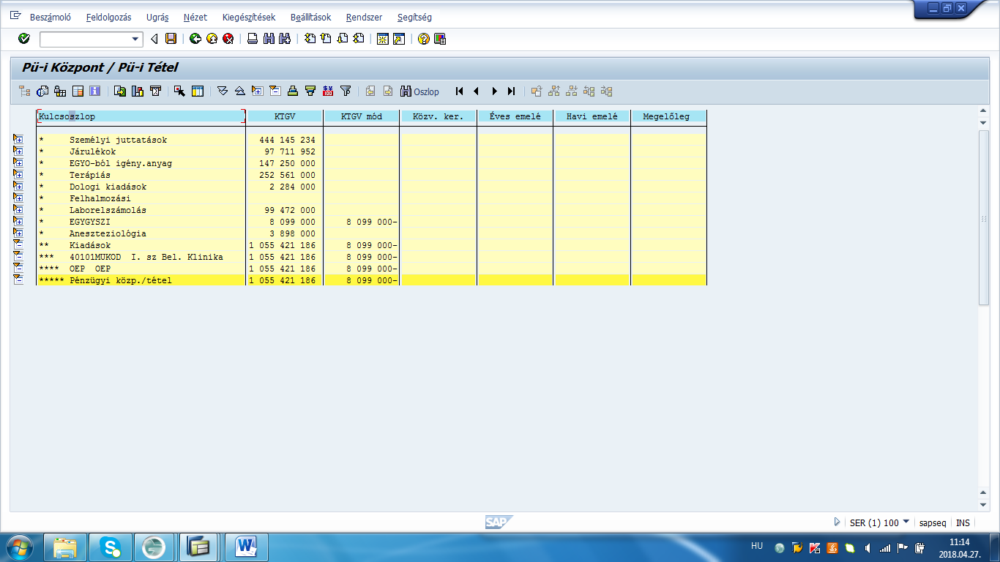 Beszámoló Feldolgozás Ugrás Nézet Kiegészítések Beállítások Rendszer Segítség
Pü-i Központ / Pü-i Tétel
Oszlop
Kulcsoszlop KTGV KTGV mód Közv. ker. Éves emelé Havi emelé Megelőleg
* Személyi juttatások 444 145 234
* Járulékok 97 711 952
* EGYO-ból igény.anyag 147 250 000
* Terápiás 252 561 000
* Dologi kiadások 2 284 000
* Felhalmozási
* Laborelszámolás 99 472 000
* EGYGYSZI 8 099 000 8 099 000-
* Aneszteziológia 3 898 000
** Kiadások 1 055 421 186 8 099 000-
*** 40101MUKOD I. sz Bel. Klinika 1 055 421 186 8 099 000-
**** OEP OEP 1 055 421 186 8 099 000-
***** Pénzügyi közp./tétel 1 055 421 186 8 099 000-
SAP SER (1) 100 sapseq INS
HU 11:14
2018.04.27.